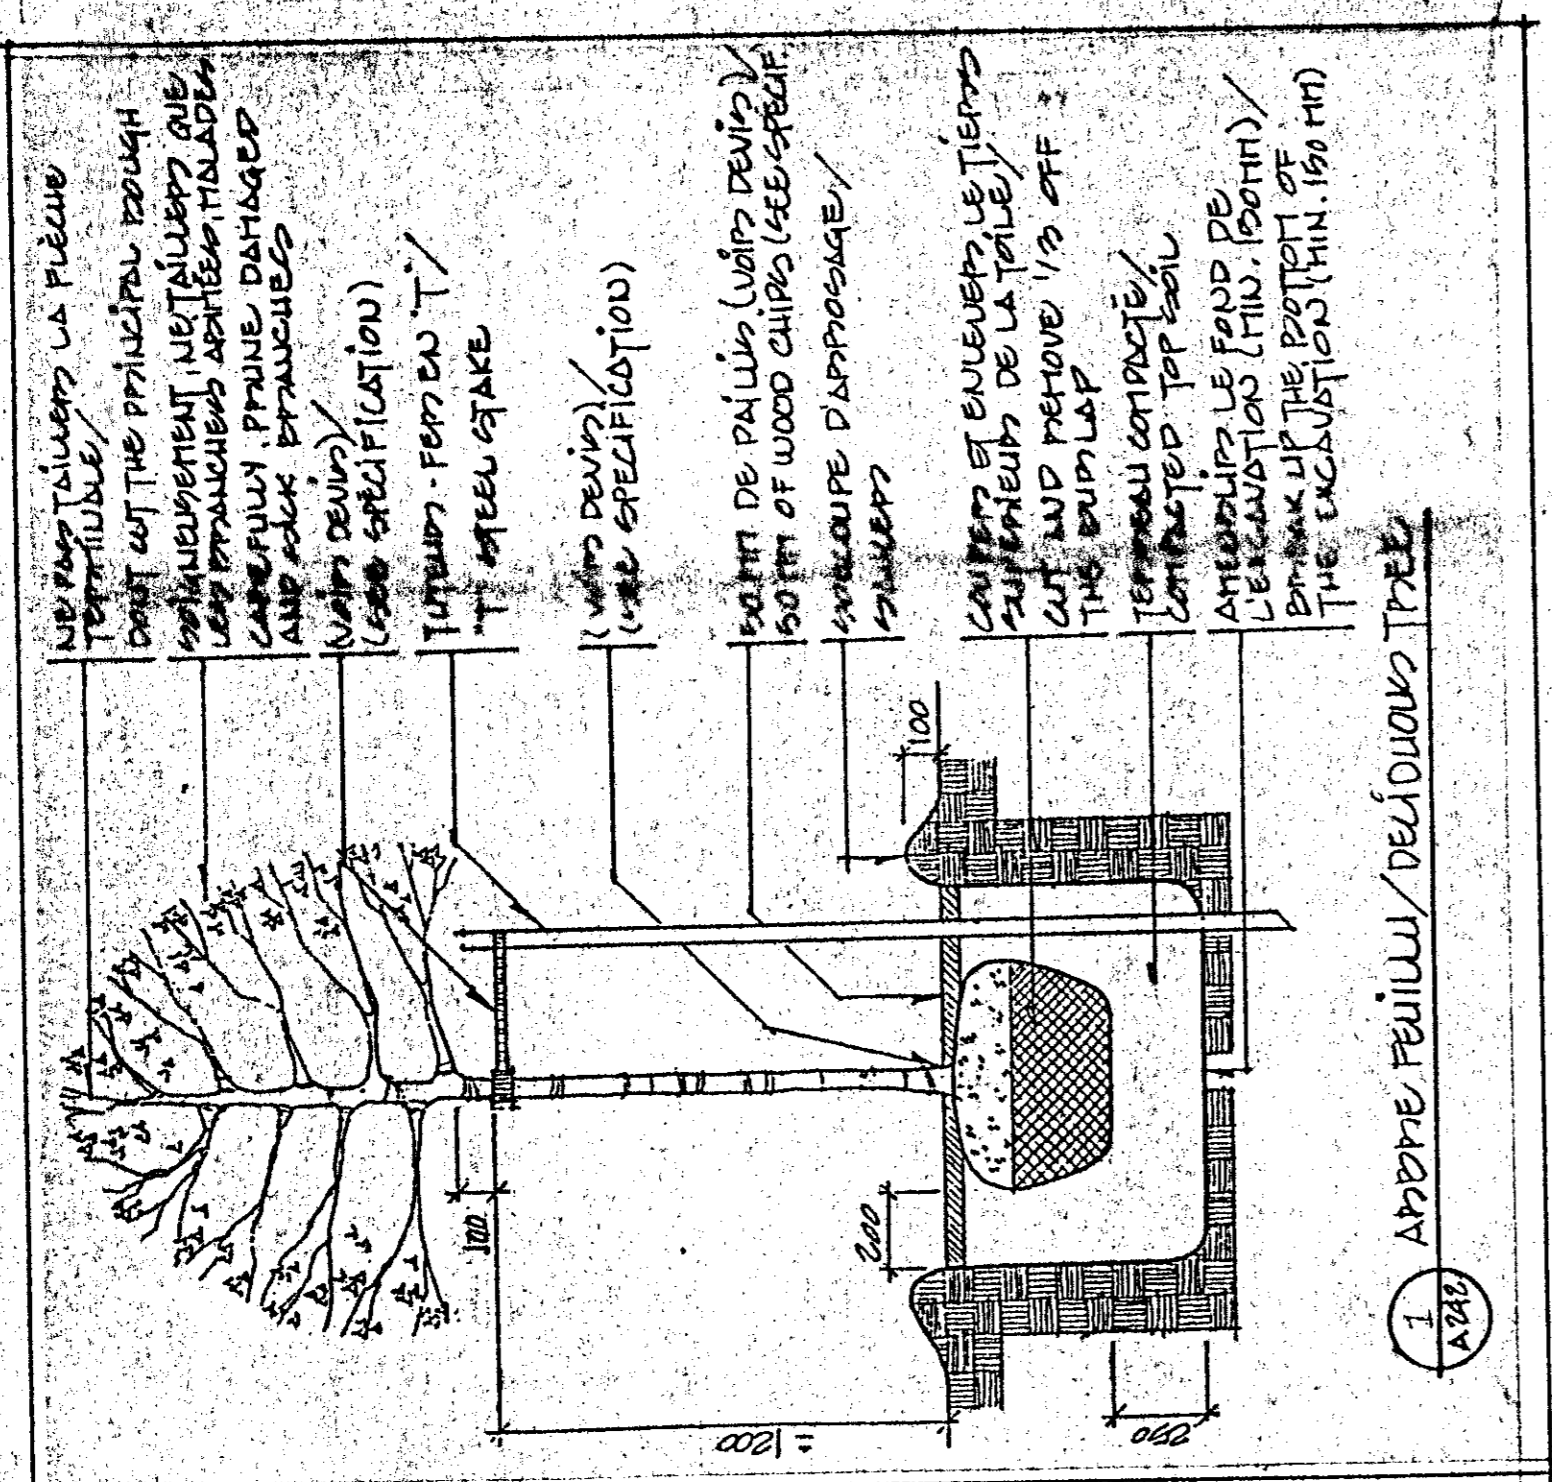 NE PAS TAILLER LA FLÈCHE
TERMINALE/
DON'T CUT THE PRINCIPAL BOUGH
SOIGNEUSEMENT, NE TAILLER QUE
LES BRANCHES ABIMÉES, MALADES
CAREFULLY PRUNE DAMAGED
AND SICK BRANCHES
(VOIR DEVIS)/
(SEE SPECIFICATION)
TUTEUR - FER EN "T"/
"T" STEEL STAKE
(VOIR DEVIS)/
(SEE SPECIFICATION)
50 MM DE PAILLIS (VOIR DEVIS)/
50 MM OF WOOD CHIPS (SEE SPECIF.
SOUCOUPE D'ARROSAGE/
SAUCER
COUPER ET ENLEVER LE TIERS
SUPÉRIEUR DE LA TOILE/
CUT AND REMOVE 1/3 OFF
THE BURLAP
TERREAU COMPACTÉ/
COMPACTED TOP SOIL
AMEUBLIR LE FOND DE
L'EXCAVATION (MIN. 150MM)/
BREAK UP THE BOTTOM OF
THE EXCAVATION (MIN. 150 MM)
100
100
200
±1200
1
A242
ARBRE FEUILLU/DECIDUOUS TREE